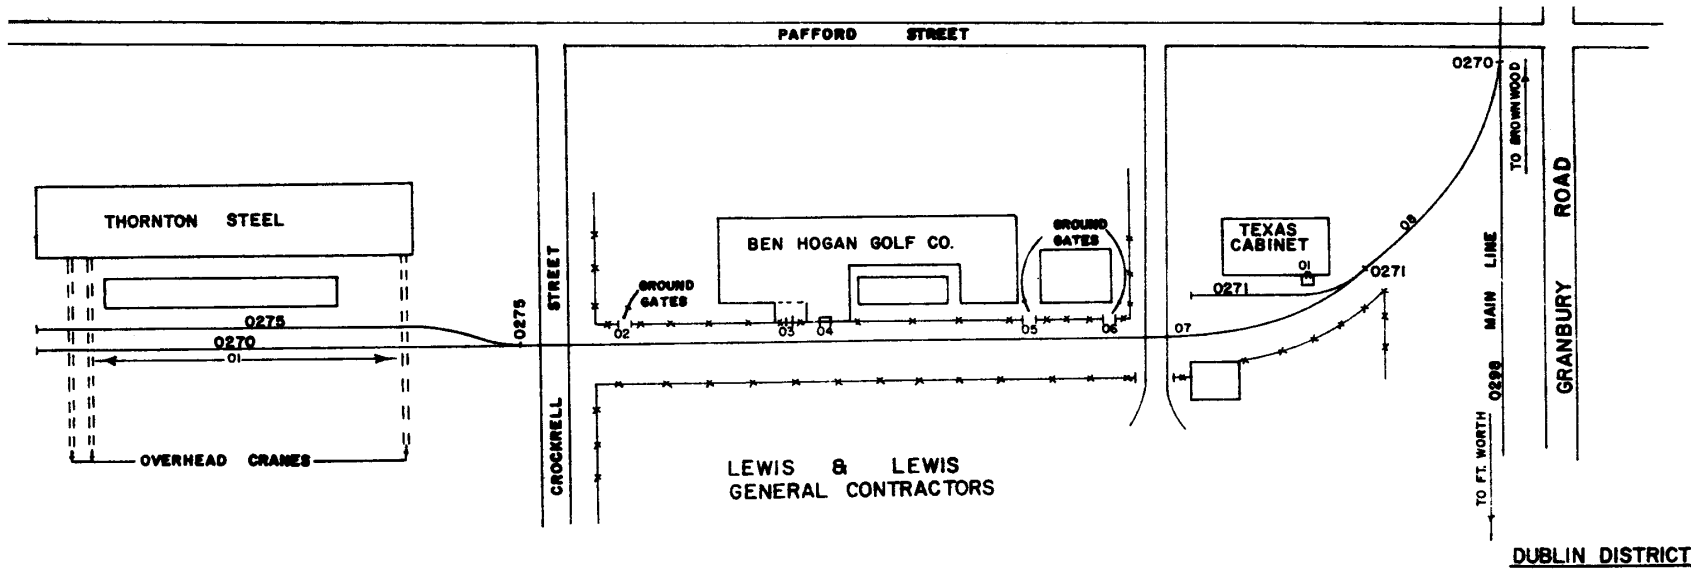 PAFFORD STREET
0270
TO BROWNWOOD
THORNTON STEEL
BEN HOGAN GOLF CO.
GROUND
GATES
TEXAS
CABINET
01
08
0271
0271
GROUND
GATES
02
03
04
05
06
07
0275
0270
01
0275
CROCKRELL STREET
OVERHEAD CRANES
LEWIS & LEWIS
GENERAL CONTRACTORS
0298 MAIN LINE
TO FT. WORTH
GRANBURY ROAD
DUBLIN DISTRICT